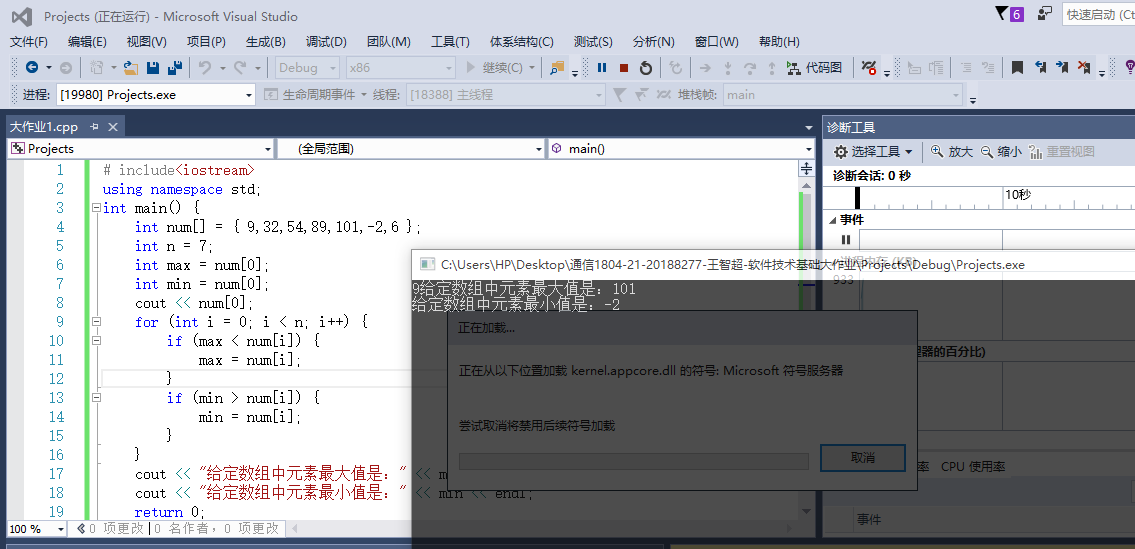 Projects (正在运行) - Microsoft Visual Studio
6
快速启动 (Ct
文件(F) 编辑(E) 视图(V) 项目(P) 生成(B) 调试(D) 团队(M) 工具(T) 体系结构(C) 测试(S) 分析(N) 窗口(W) 帮助(H)
Debug x86 继续(C) 代码图
进程: [19980] Projects.exe 生命周期事件 线程: [18388] 主线程 堆栈帧: main
大作业1.cpp
诊断工具
Projects (全局范围) main()
选择工具 放大 缩小 重置视图
诊断会话: 0 秒
10秒
事件
1 # include<iostream>
2 using namespace std;
3 int main() {
4 int num[] = { 9,32,54,89,101,-2,6 };
5 int n = 7;
6 int max = num[0];
7 int min = num[0];
8 cout << num[0];
9 for (int i = 0; i < n; i++) {
10 if (max < num[i]) {
11 max = num[i];
12 }
13 if (min > num[i]) {
14 min = num[i];
15 }
16 }
17 cout << "给定数组中元素最大值是: " << m
18 cout << "给定数组中元素最小值是: " << min << endl;
19 return 0;
100 % 0 项更改 | 0 名作者, 0 项更改
C:\Users\HP\Desktop\通信1804-21-20188277-王智超-软件技术基础大作业\Projects\Debug\Projects.exe
9给定数组中元素最大值是: 101
给定数组中元素最小值是: -2
933
正在加载...
正在从以下位置加载 kernel.appcore.dll 的符号: Microsoft 符号服务器
尝试取消将禁用后续符号加载
取消
理器的百分比)
率 CPU 使用率
事件